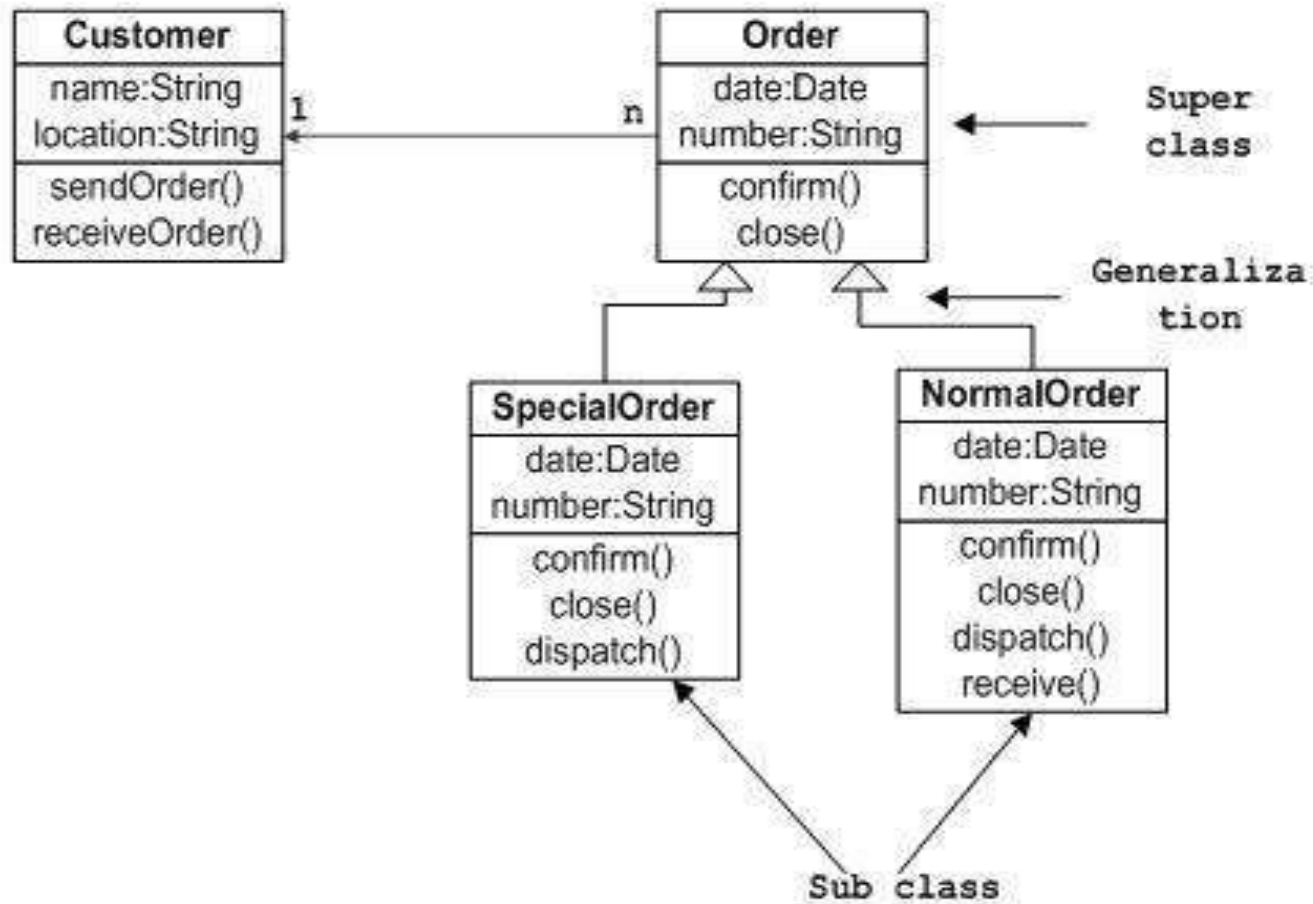 Customer
name:String
location:String
sendOrder()
receiveOrder()
1
n
Order
date:Date
number:String
confirm()
close()
Super
class
Generaliza
tion
SpecialOrder
date:Date
number:String
confirm()
close()
dispatch()
NormalOrder
date:Date
number:String
confirm()
close()
dispatch()
receive()
Sub class